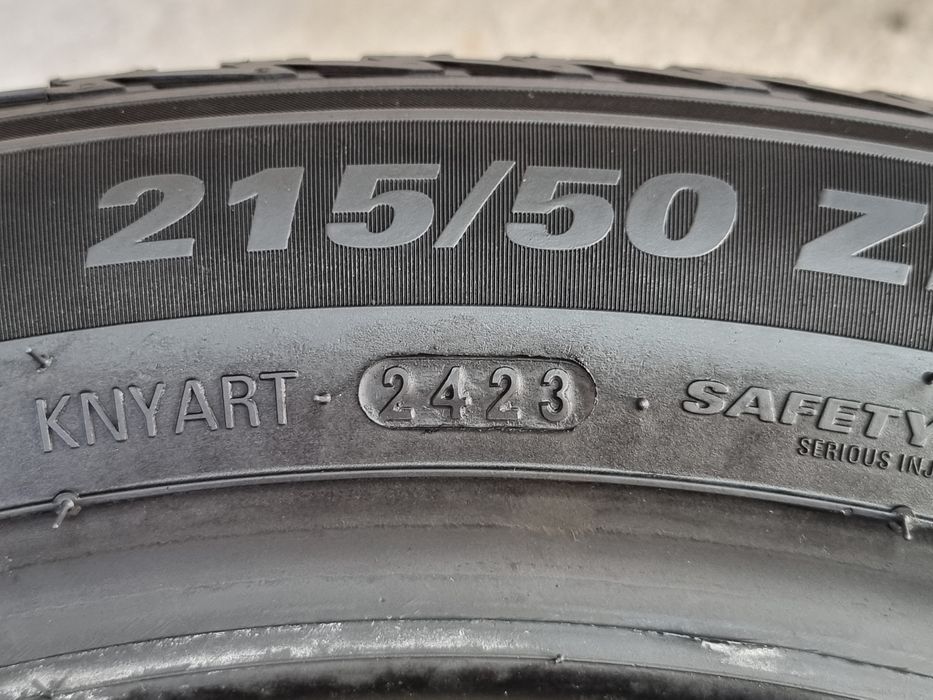 215/50 Z
KNYART - 2423 · SAFETY
SERIOUS INJ